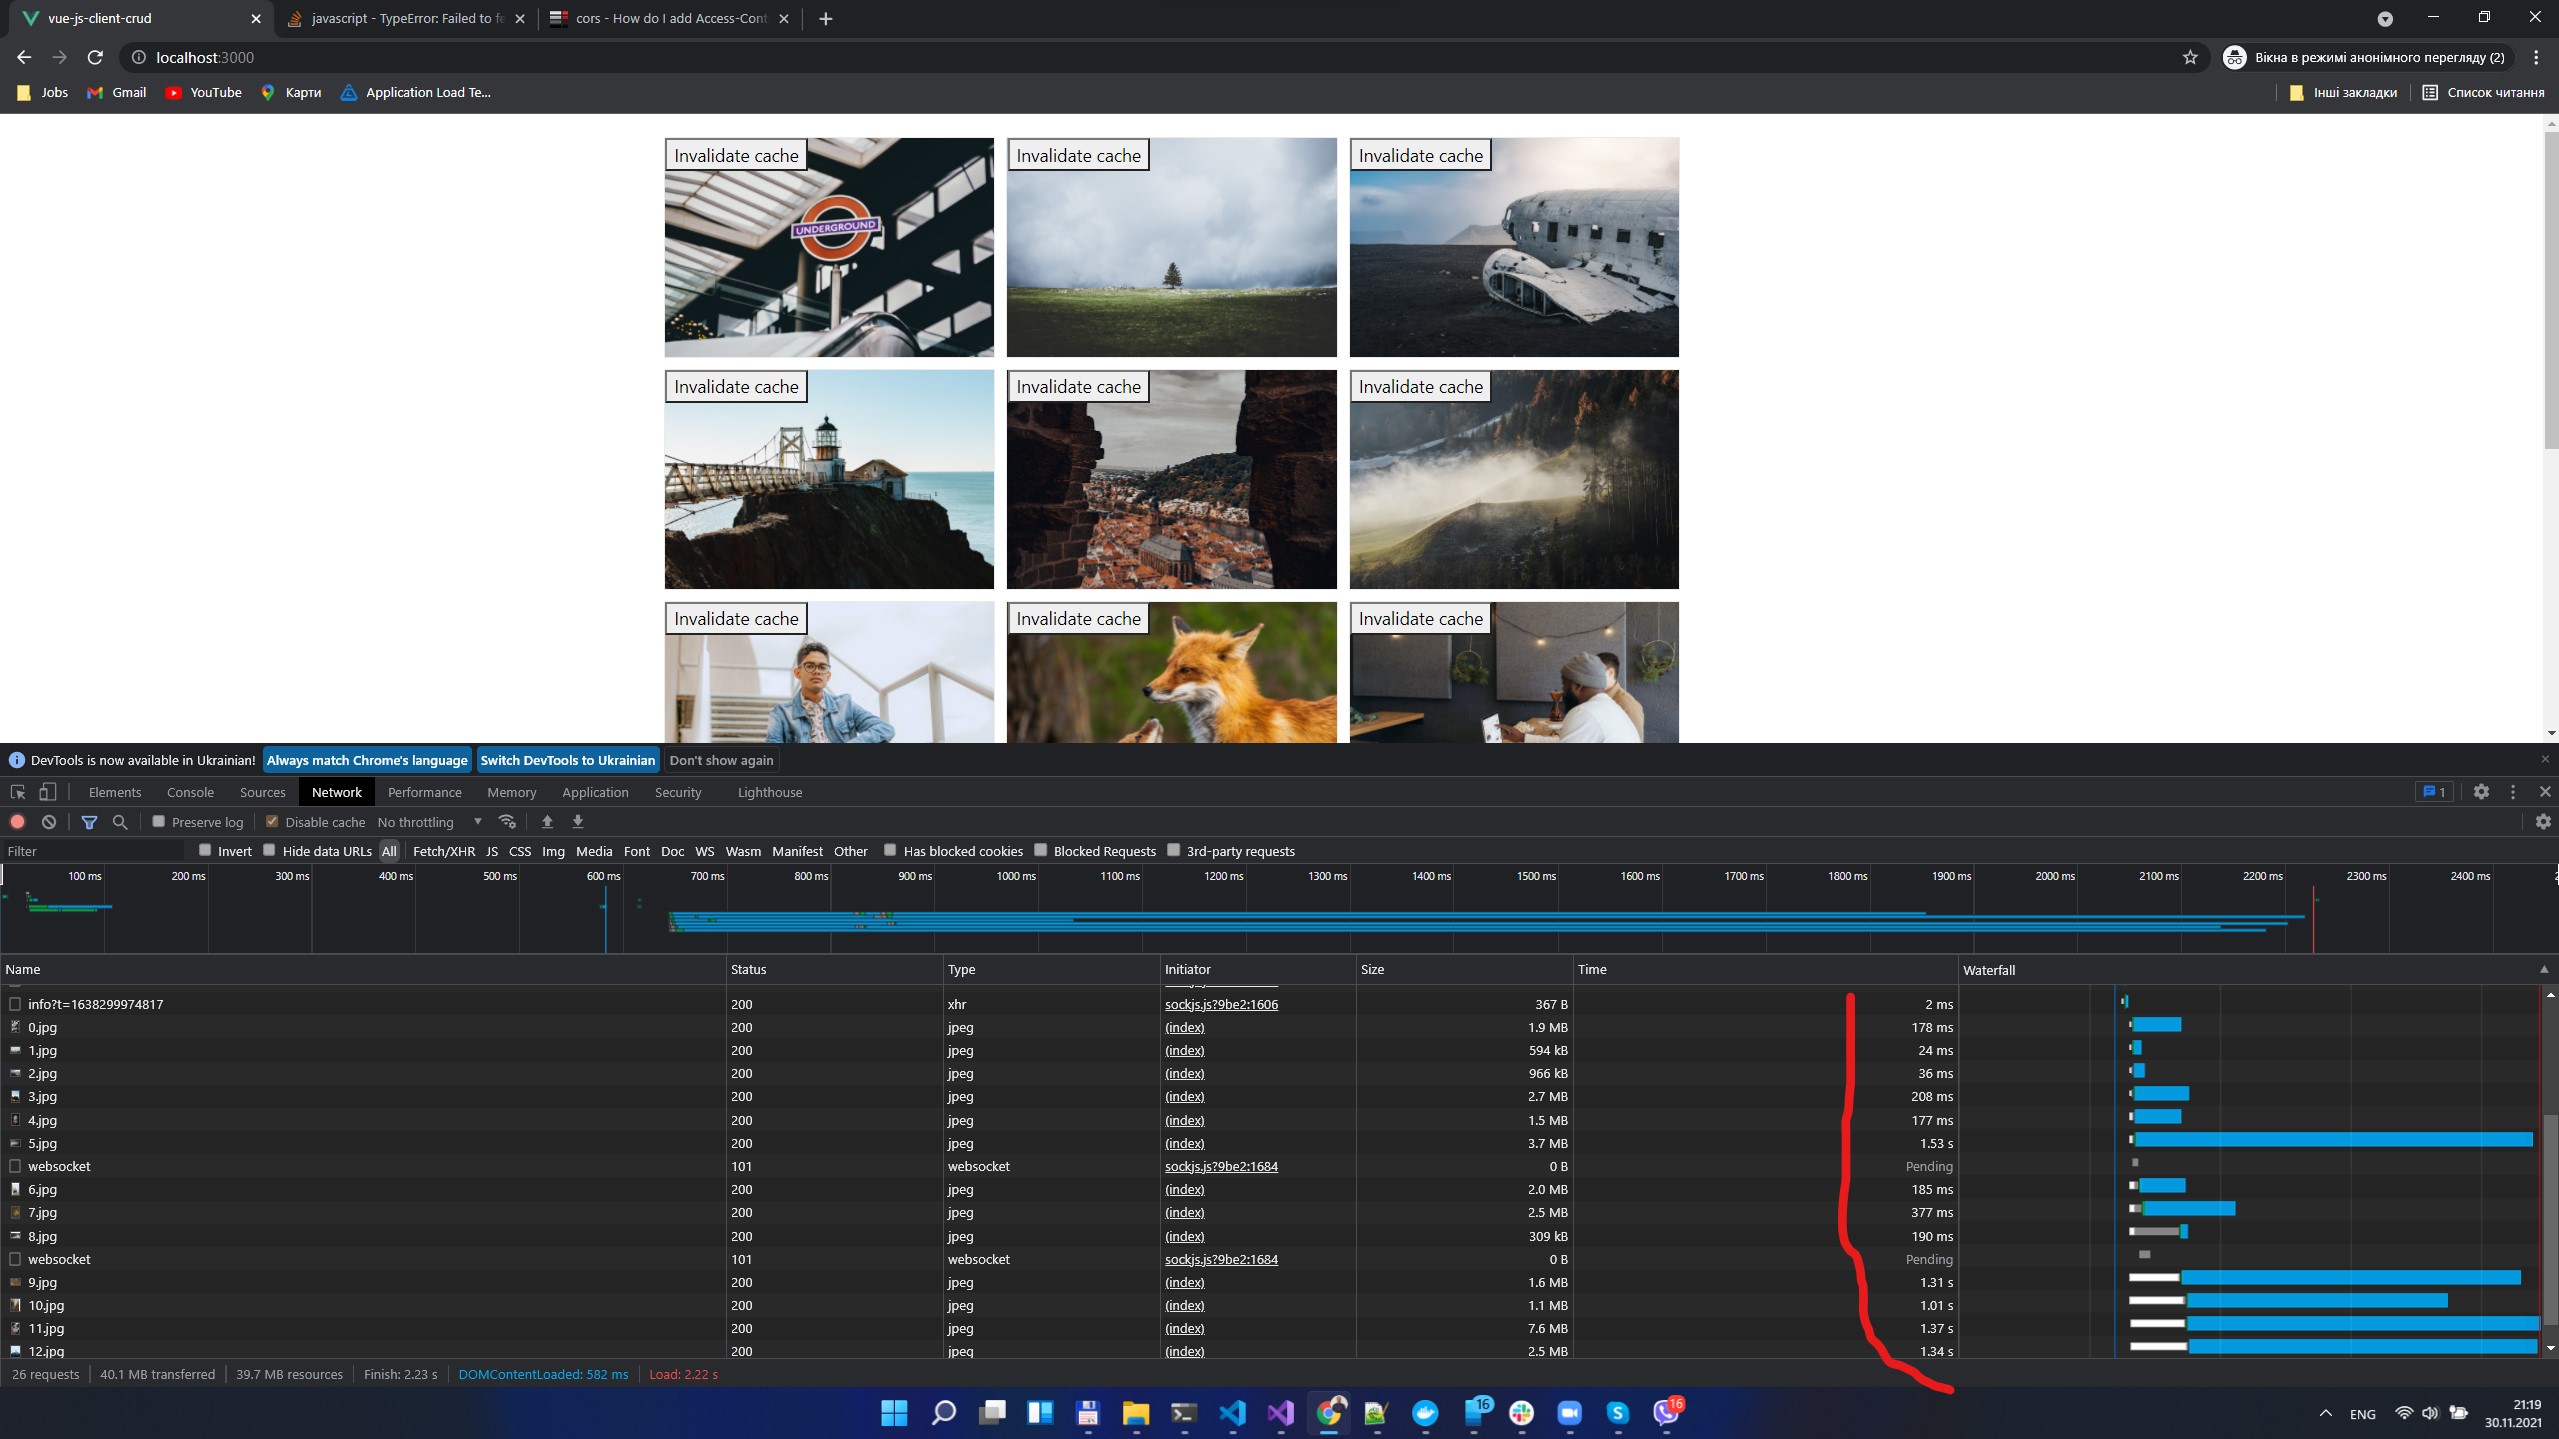 vue-js-client-crud
javascript - TypeError: Failed to fe
cors - How do I add Access-Cont
localhost:3000
Вікна в режимі анонімного перегляду (2)
Jobs
Gmail
YouTube
Карти
Application Load Te...
Інші закладки
Список читання
Invalidate cache
Invalidate cache
Invalidate cache
UNDERGROUND
Invalidate cache
Invalidate cache
Invalidate cache
Invalidate cache
Invalidate cache
Invalidate cache
DevTools is now available in Ukrainian! Always match Chrome's language Switch DevTools to Ukrainian Don't show again
Elements Console Sources Network Performance Memory Application Security Lighthouse 1
Preserve log Disable cache No throttling
Filter Invert Hide data URLs All Fetch/XHR JS CSS Img Media Font Doc WS Wasm Manifest Other Has blocked cookies Blocked Requests 3rd-party requests
100 ms 200 ms 300 ms 400 ms 500 ms 600 ms 700 ms 800 ms 900 ms 1000 ms 1100 ms 1200 ms 1300 ms 1400 ms 1500 ms 1600 ms 1700 ms 1800 ms 1900 ms 2000 ms 2100 ms 2200 ms 2300 ms 2400 ms
Name Status Type Initiator Size Time Waterfall
info?t=1638299974817 200 xhr sockjs.js?9be2:1606 367 B 2 ms
0.jpg 200 jpeg (index) 1.9 MB 178 ms
1.jpg 200 jpeg (index) 594 kB 24 ms
2.jpg 200 jpeg (index) 966 kB 36 ms
3.jpg 200 jpeg (index) 2.7 MB 208 ms
4.jpg 200 jpeg (index) 1.5 MB 177 ms
5.jpg 200 jpeg (index) 3.7 MB 1.53 s
websocket 101 websocket sockjs.js?9be2:1684 0 B Pending
6.jpg 200 jpeg (index) 2.0 MB 185 ms
7.jpg 200 jpeg (index) 2.5 MB 377 ms
8.jpg 200 jpeg (index) 309 kB 190 ms
websocket 101 websocket sockjs.js?9be2:1684 0 B Pending
9.jpg 200 jpeg (index) 1.6 MB 1.31 s
10.jpg 200 jpeg (index) 1.1 MB 1.01 s
11.jpg 200 jpeg (index) 7.6 MB 1.37 s
12.jpg 200 jpeg (index) 2.5 MB 1.34 s
26 requests 40.1 MB transferred 39.7 MB resources Finish: 2.23 s DOMContentLoaded: 582 ms Load: 2.22 s
16
16
ENG
21:19
30.11.2021